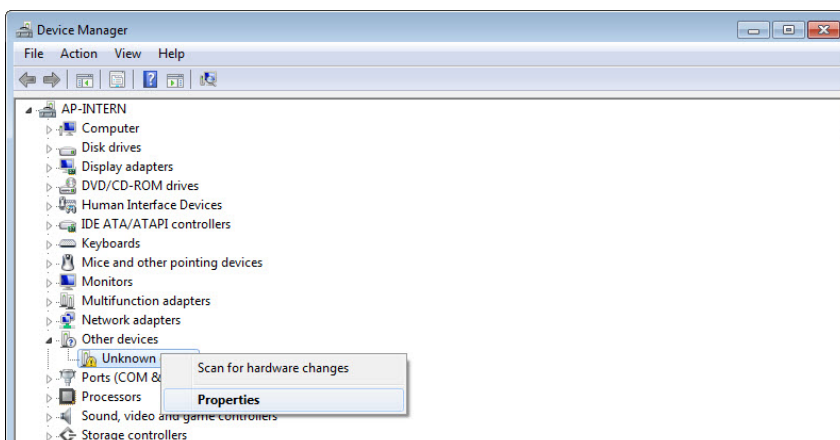 Device Manager
File Action View Help
AP-INTERN
Computer
Disk drives
Display adapters
DVD/CD-ROM drives
Human Interface Devices
IDE ATA/ATAPI controllers
Keyboards
Mice and other pointing devices
Monitors
Multifunction adapters
Network adapters
Other devices
Unknown
Scan for hardware changes
Ports (COM &
Properties
Processors
Sound, video and game controllers
Storage controllers